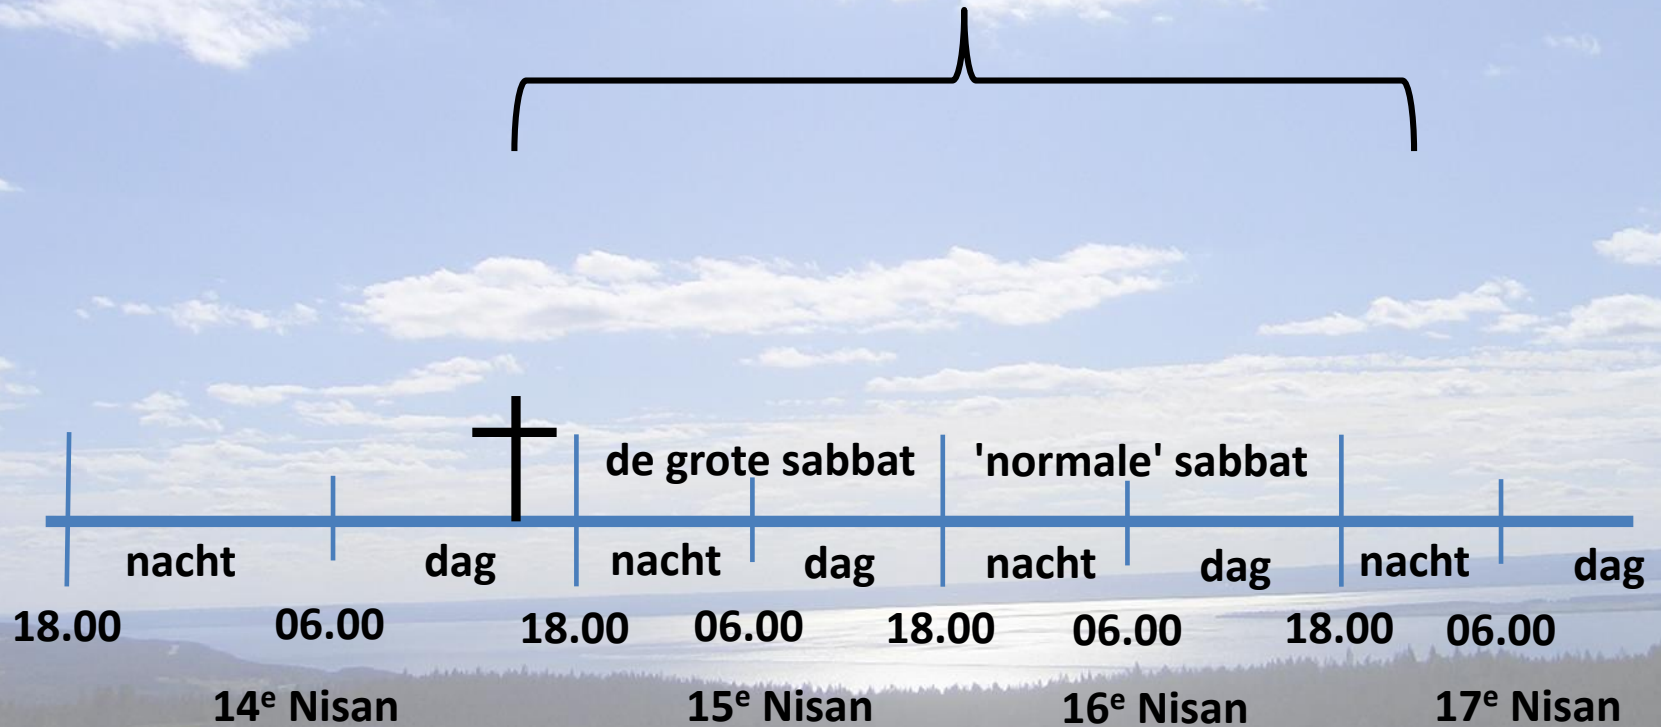 de grote sabbat 'normale' sabbat
nacht dag nacht dag nacht dag nacht dag
18.00 06.00 18.00 06.00 18.00 06.00 18.00 06.00
14e Nisan 15e Nisan 16e Nisan 17e Nisan